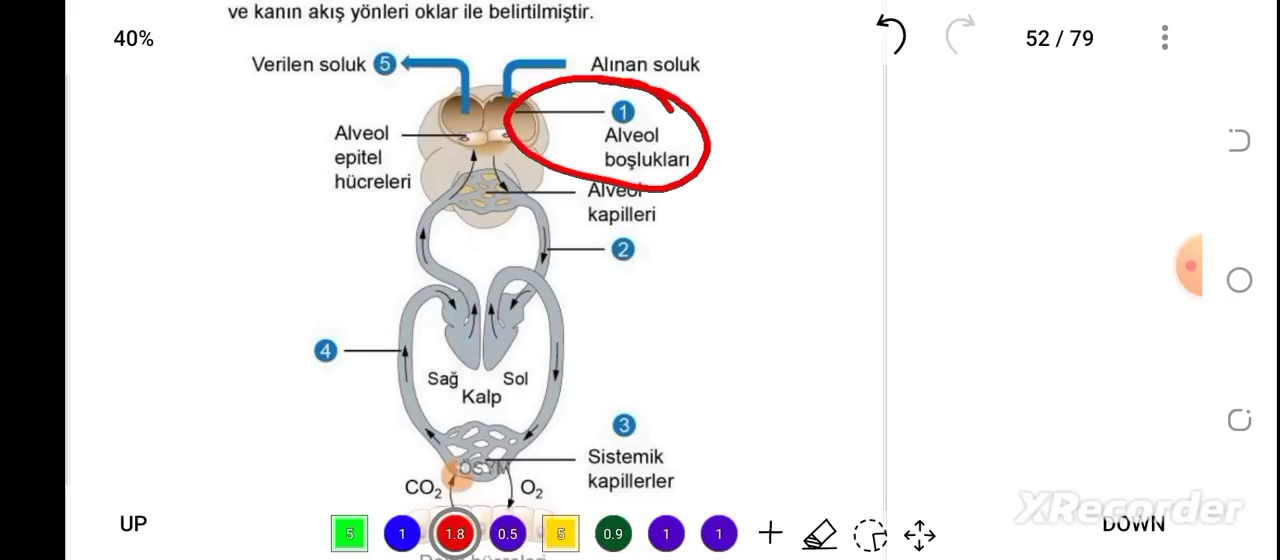 ve kanın akış yönleri oklar ile belirtilmiştir.
40%
52 / 79
Verilen soluk 5
Alınan soluk
1
Alveol
boşlukları
Alveol
epitel
hücreleri
Alveol
kapilleri
2
4
Sağ
Sol
Kalp
3
Sistemik
kapillerler
ÖSYM
CO2
O2
UP
5
1
1.8
0.5
5
0.9
1
1
XRecorder
DOWN